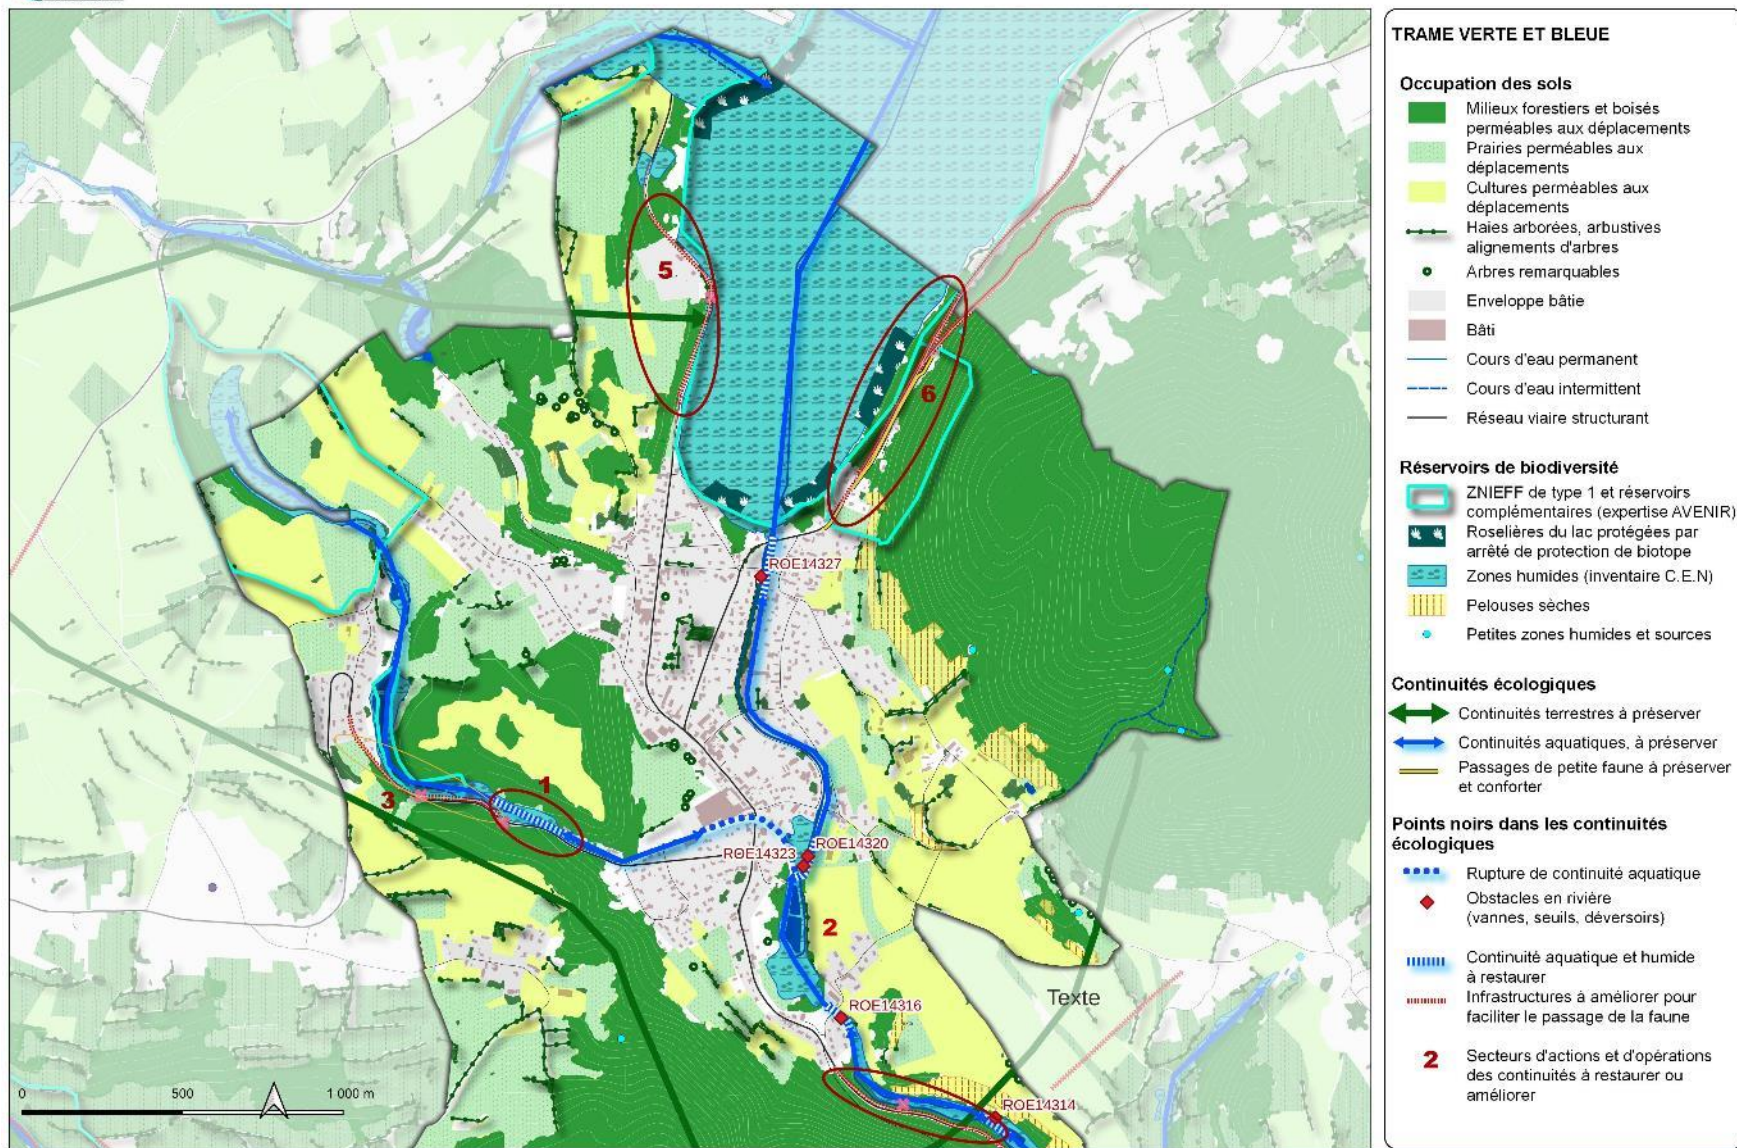 TRAME VERTE ET BLEUE
Occupation des sols
Milieux forestiers et boisés
perméables aux déplacements
Prairies perméables aux
déplacements
Cultures perméables aux
déplacements
Haies arborées, arbustives
alignements d'arbres
Arbres remarquables
Enveloppe bâtie
Bâti
Cours d'eau permanent
Cours d'eau intermittent
Réseau viaire structurant
Réservoirs de biodiversité
ZNIEFF de type 1 et réservoirs
complémentaires (expertise AVENIR)
Roselières du lac protégées par
arrêté de protection de biotope
Zones humides (inventaire C.E.N)
Pelouses sèches
Petites zones humides et sources
Continuités écologiques
Continuités terrestres à préserver
Continuités aquatiques, à préserver
Passages de petite faune à préserver
et conforter
Points noirs dans les continuités
écologiques
Rupture de continuité aquatique
Obstacles en rivière
(vannes, seuils, déversoirs)
Continuité aquatique et humide
à restaurer
Infrastructures à améliorer pour
faciliter le passage de la faune
2
Secteurs d'actions et d'opérations
des continuités à restaurer ou
améliorer
5
6
ROE14327
1
3
ROE14320
ROE14323
2
Texte
ROE14316
ROE14314
0 500 1 000 m